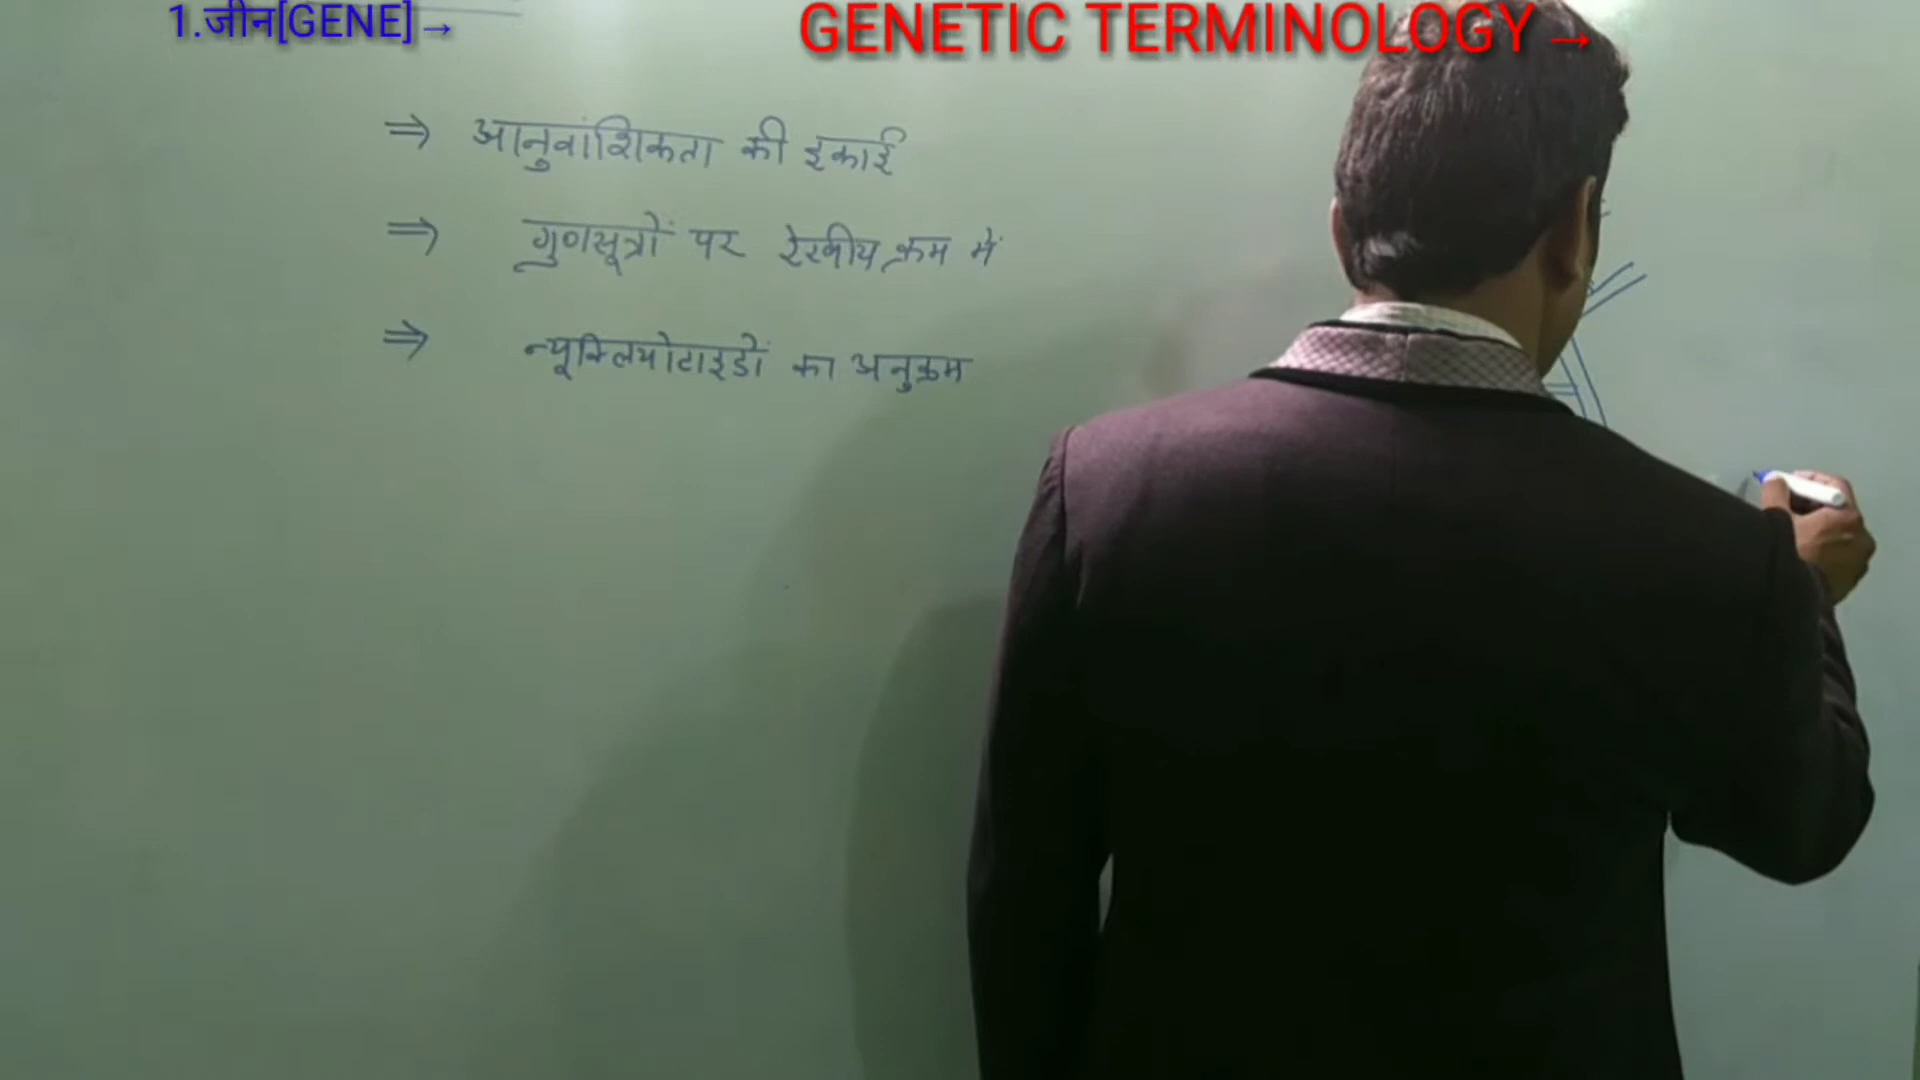 1.जीन[GENE]→
GENETIC TERMINOLOGY→
⇒ आनुवांशिकता की इकाई
⇒ गुणसूत्रों पर रेखीय क्रम में
⇒ न्यूक्लियोटाइडों का अनुक्रम